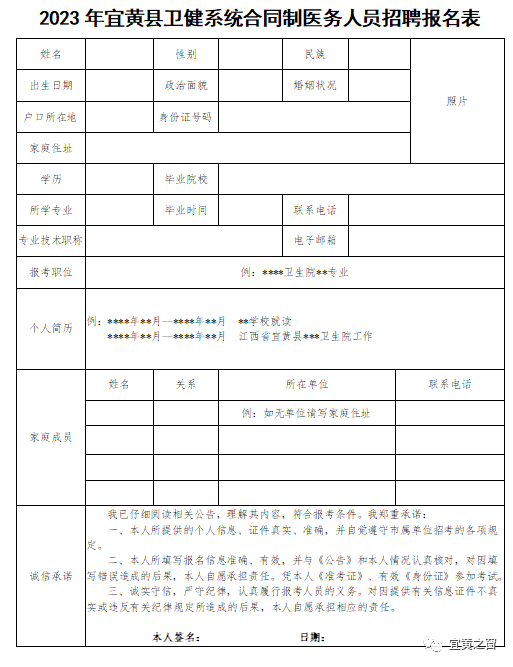 2023 年宜黄县卫健系统合同制医务人员招聘报名表
姓名 性别 民族
照片
出生日期 政治面貌 婚姻状况
户口所在地 身份证号码
家庭住址
学历 毕业院校
所学专业 毕业时间 联系电话
专业技术职称 电子邮箱
报考职位 例：****卫生院**专业
个人简历
例：****年**月—****年**月 **学校就读
****年**月—****年**月 江西省宜黄县***卫生院工作
家庭成员
姓名 关系 所在单位 联系电话
例：如无单位请写家庭住址
诚信承诺
我已仔细阅读相关公告，理解其内容，符合报考条件。我郑重承诺：
一、本人所提供的个人信息、证件真实、准确，并自觉遵守市属单位招考的各项规
定。
二、本人所填写报名信息准确、有效，并与《公告》和本人情况认真核对，对因填
写错误造成的后果，本人自愿承担责任。凭本人《准考证》、有效《身份证》参加考试。
三、诚实守信，严守纪律，认真履行报考人员的义务。对因提供有关信息证件不真
实或违反有关纪律规定所造成的后果，本人自愿承担相应的责任。
本人签名： 日期：
宜黄之窗